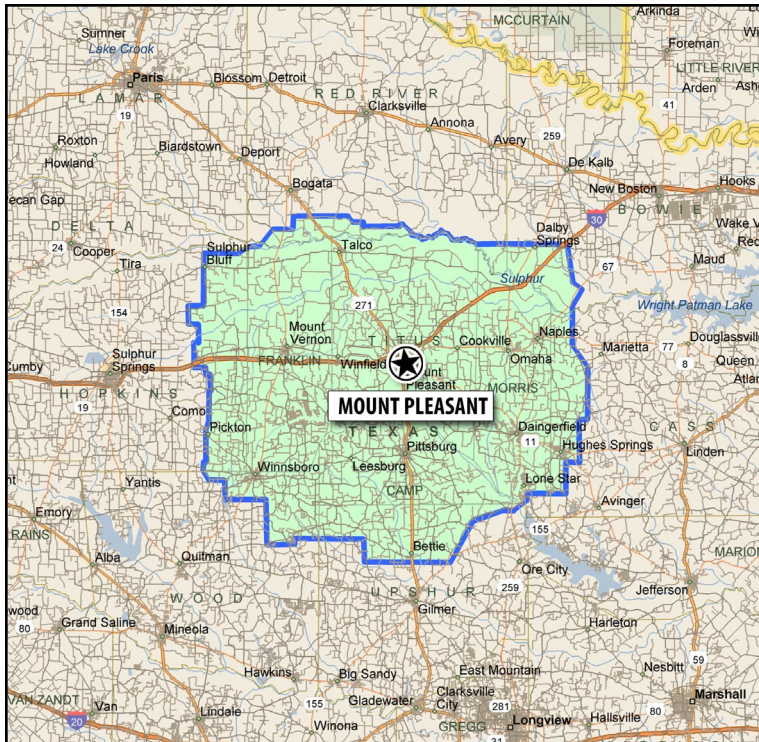 MCCURTAIN
Arkinda
Sumner
Lake Crook
Foreman
LITTLE RIVER
Paris
Blossom
Detroit
Arden
Ash
LAMAR
RED RIVER
Clarksville
41
19
Annona
259
Roxton
Howland
Biardstown
Deport
Avery
De Kalb
Bogata
New Boston
Hooks
ecan Gap
BOWIE
DELTA
30
24
Cooper
Tira
Sulphur
Bluff
Talco
Dalby
Springs
Wake V
Red
67
Maud
Sulphur
154
271
Wright Patman Lake
Mount
Vernon
TITUS
Cookville
Naples
Douglassville
Marietta
77
8
Queen
Cumby
Sulphur
Springs
FRANKLIN
Winfield
Omaha
Atlan
HOPKINS
19
Mount
Pleasant
MORRIS
Como
MOUNT PLEASANT
CASS
Pickton
TEXAS
Daingerfield
11
Hughes Springs
Linden
Pittsburg
Winnsboro
Leesburg
Yantis
CAMP
Lone Star
Avinger
Emory
RAINS
155
Bettie
MARION
Alba
Quitman
Ore City
WOOD
UPSHUR
259
Jefferson
Gilmer
wood
80
Grand Saline
Mineola
Harleton
Hawkins
Big Sandy
East Mountain
Nesbitt
59
VAN ZANDT
Van
20
Lindale
155
Gladewater
Clarksville
City
281
Marshall
Winona
GREGG
Longview
Hallsville
80
31